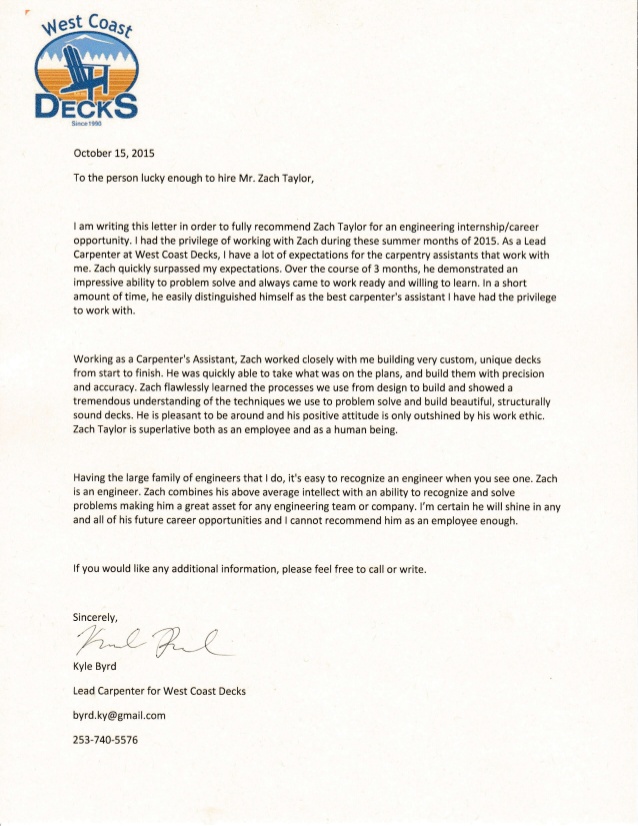 West Coast
DECKS
Since 1990
October 15, 2015
To the person lucky enough to hire Mr. Zach Taylor,
I am writing this letter in order to fully recommend Zach Taylor for an engineering internship/career
opportunity. I had the privilege of working with Zach during these summer months of 2015. As a Lead
Carpenter at West Coast Decks, I have a lot of expectations for the carpentry assistants that work with
me. Zach quickly surpassed my expectations. Over the course of 3 months, he demonstrated an
impressive ability to problem solve and always came to work ready and willing to learn. In a short
amount of time, he easily distinguished himself as the best carpenter's assistant I have had the privilege
to work with.
Working as a Carpenter's Assistant, Zach worked closely with me building very custom, unique decks
from start to finish. He was quickly able to take what was on the plans, and build them with precision
and accuracy. Zach flawlessly learned the processes we use from design to build and showed a
tremendous understanding of the techniques we use to problem solve and build beautiful, structurally
sound decks. He is pleasant to be around and his positive attitude is only outshined by his work ethic.
Zach Taylor is superlative both as an employee and as a human being.
Having the large family of engineers that I do, it's easy to recognize an engineer when you see one. Zach
is an engineer. Zach combines his above average intellect with an ability to recognize and solve
problems making him a great asset for any engineering team or company. I'm certain he will shine in any
and all of his future career opportunities and I cannot recommend him as an employee enough.
If you would like any additional information, please feel free to call or write.
Sincerely,
Kyle Byrd
Lead Carpenter for West Coast Decks
byrd.ky@gmail.com
253-740-5576